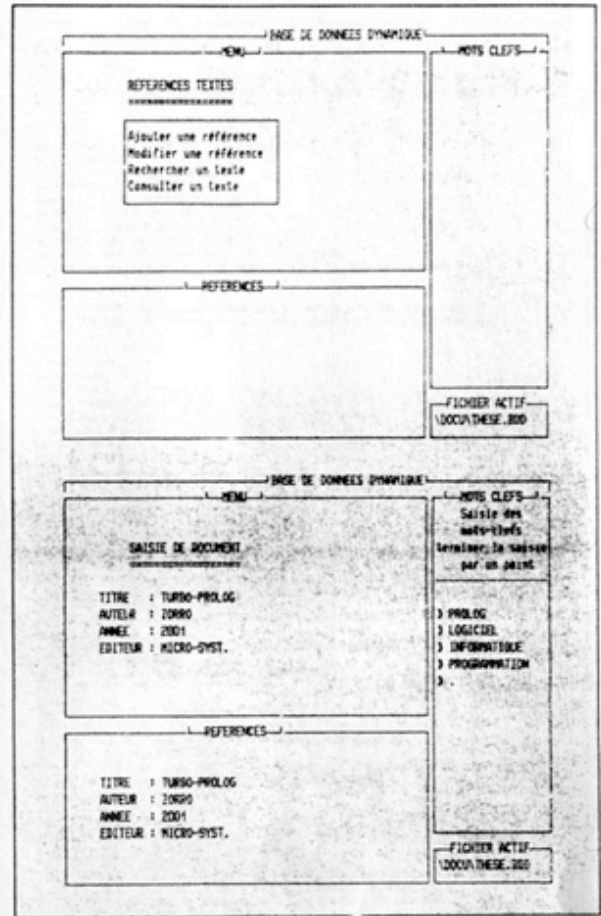 BASE DE DONNEES DYNAMIQUE
MENU
REFERENCES TEXTES
=================
Ajouter une référence
Modifier une référence
Rechercher un texte
Consulter un texte
MOTS CLEFS
REFERENCES
FICHIER ACTIF
\DOCU\THESE.BDD
BASE DE DONNEES DYNAMIQUE
MENU
SAISIE DE DOCUMENT
==================
TITRE : TURBO-PROLOG
AUTEUR : ZORRO
ANNEE : 2001
EDITEUR : MICRO-SYST.
MOTS CLEFS
Saisie des
mots-clefs
terminer la saisie
par un point
> PROLOG
> LOGICIEL
> INFORMATIQUE
> PROGRAMMATION
> .
REFERENCES
TITRE : TURBO-PROLOG
AUTEUR : ZORRO
ANNEE : 2001
EDITEUR : MICRO-SYST.
FICHIER ACTIF
\DOCU\THESE.BDD